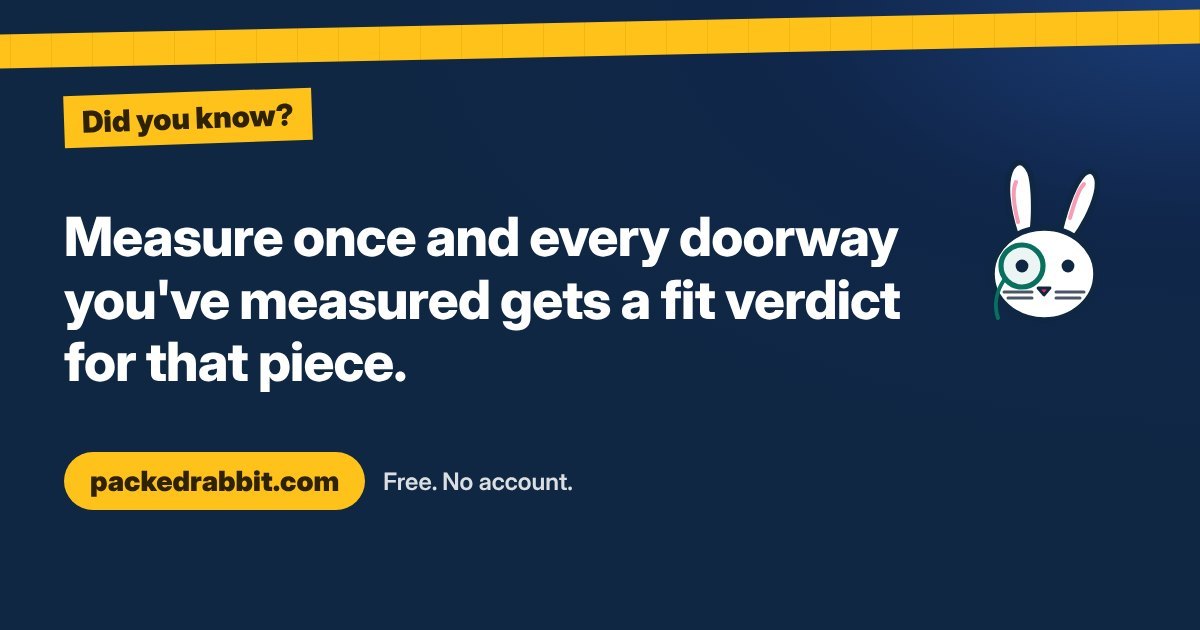 Did you know?
Measure once and every doorway
you've measured gets a fit verdict
for that piece.
packedrabbit.com
Free. No account.